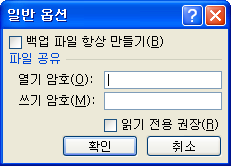 일반 옵션
백업 파일 항상 만들기(B)
파일 공유
열기 암호(O):
쓰기 암호(M):
읽기 전용 권장(R)
확인 취소